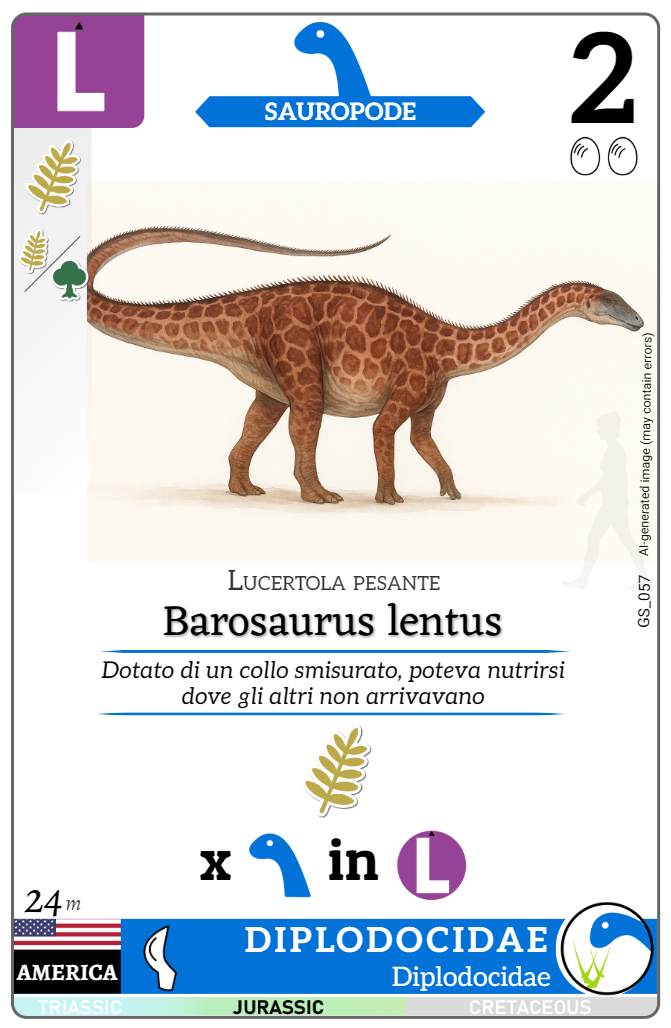 L
SAUROPODE
2
AI-generated image (may contain errors)
GS_057
Lucertola pesante
Barosaurus lentus
Dotato di un collo smisurato, poteva nutrirsi
dove gli altri non arrivavano
x in L
24 m
AMERICA
DIPLODOCIDAE
Diplodocidae
TRIASSIC JURASSIC CRETACEOUS